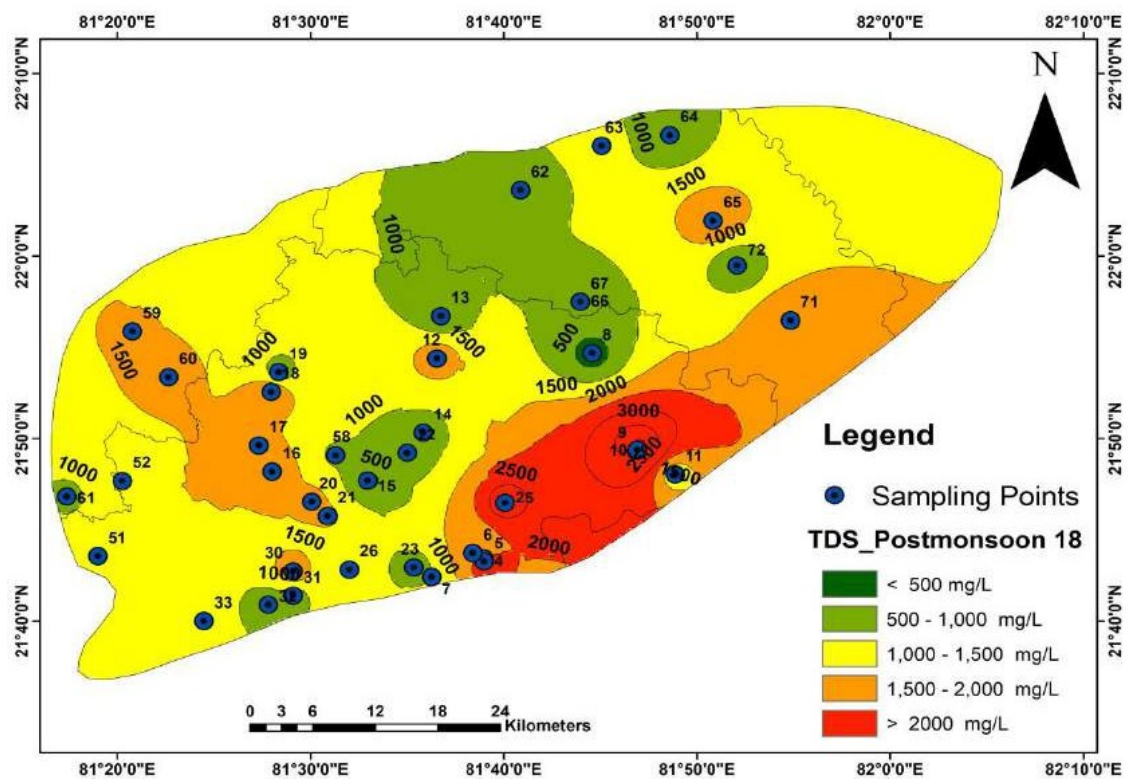 81°20'0"E 81°30'0"E 81°40'0"E 81°50'0"E 82°0'0"E 82°10'0"E
22°10'0"N 22°10'0"N
N
63 1000 64
62 1500
65
1000
1000
72
22°0'0"N 22°0'0"N
67
66
13 71
59 1500
12 500 8
1500 1000 19
60 18 1500 2000
1000 14 3000
17 58 22 9
21°50'0"N 21°50'0"N
10 2500 11
16 500
52 2500
1000 15
61 20 25
21
1500 6 5 2000
51 30 26 23 1000 4
1000 31
7
32
33
21°40'0"N 21°40'0"N
Legend
Sampling Points
TDS_Postmonsoon 18
< 500 mg/L
500 - 1,000 mg/L
1,000 - 1,500 mg/L
1,500 - 2,000 mg/L
> 2000 mg/L
0 1.5 3 6 12 18 24
Kilometers
81°20'0"E 81°30'0"E 81°40'0"E 81°50'0"E 82°0'0"E 82°10'0"E